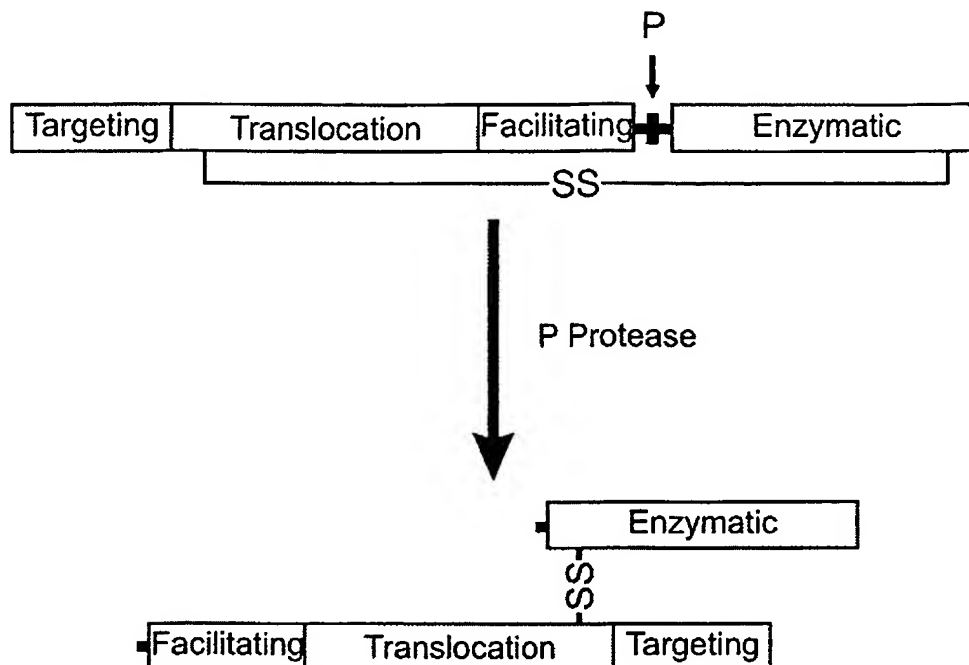 P
Targeting Translocation Facilitating Enzymatic
SS
P Protease
Enzymatic
SS
Facilitating Translocation Targeting